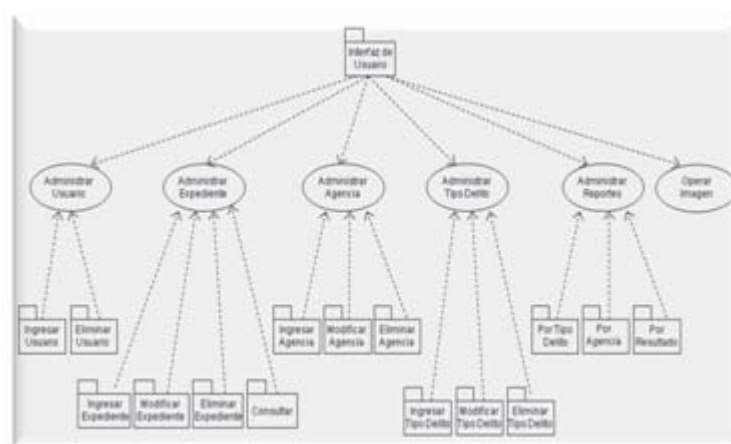 Interfaz de
Usuario
Administrar
Usuario
Administrar
Expediente
Administrar
Agencia
Administrar
Tipo Delito
Administrar
Reportes
Operar
Imagen
Ingresar
Usuario
Eliminar
Usuario
Ingresar
Agencia
Modificar
Agencia
Eliminar
Agencia
Por Tipo
Delito
Por
Agencia
Por
Resultado
Ingresar
Expediente
Modificar
Expediente
Eliminar
Expediente
Consultar
Ingresar
Tipo Delito
Modificar
Tipo Delito
Eliminar
Tipo Delito